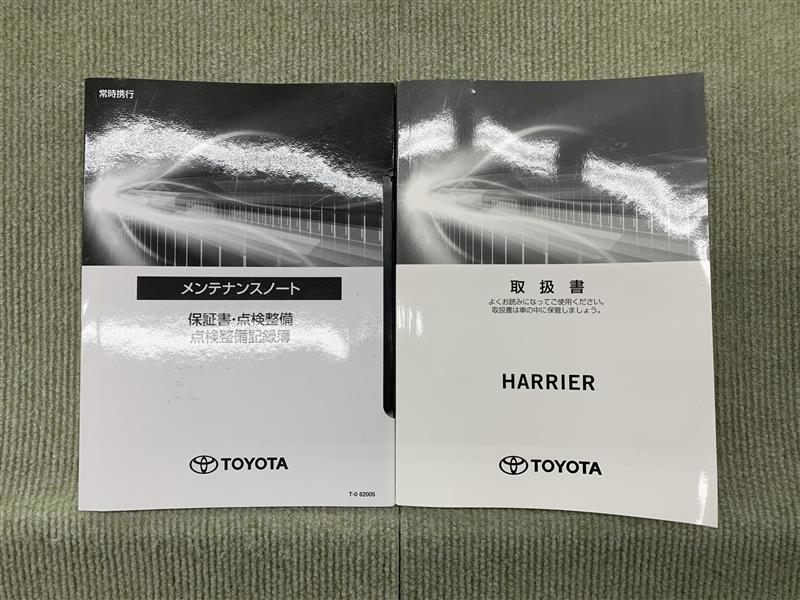 常時携行
メンテナンスノート
保証書・点検整備
点検整備記録簿
TOYOTA
T-0 62005
取扱書
よくお読みになってご使用ください。
取扱書は車の中に保管しましょう。
HARRIER
TOYOTA